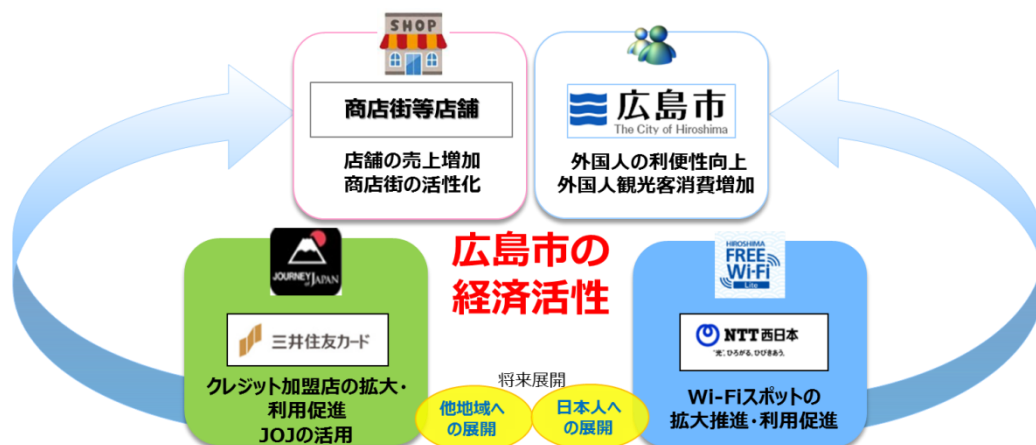 SHOP
商店街等店舗
店舗の売上増加
商店街の活性化
広島市
The City of Hiroshima
外国人の利便性向上
外国人観光客消費増加
広島市の
経済活性
JOURNEY of JAPAN
三井住友カード
クレジット加盟店の拡大・
利用促進
JOJの活用
HIROSHIMA
FREE
Wi-Fi
Lite
NTT西日本
"光"、ひろがる、ひびきあう。
Wi-Fiスポットの
拡大推進・利用促進
将来展開
他地域へ
の展開
日本人へ
の展開